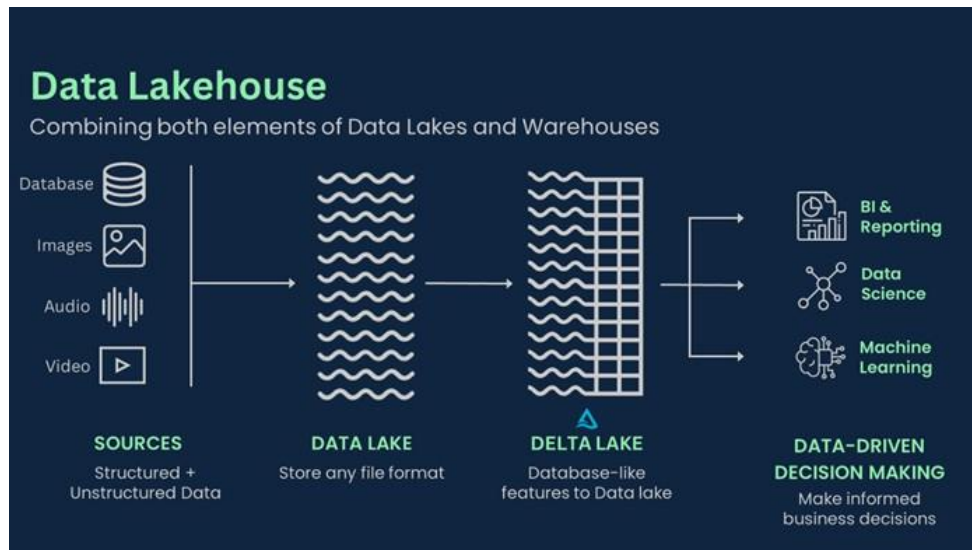 Data Lakehouse
Combining both elements of Data Lakes and Warehouses
Database
Images
Audio
Video
BI &
Reporting
Data
Science
Machine
Learning
SOURCES
Structured +
Unstructured Data
DATA LAKE
Store any file format
DELTA LAKE
Database-like
features to Data lake
DATA-DRIVEN
DECISION MAKING
Make informed
business decisions